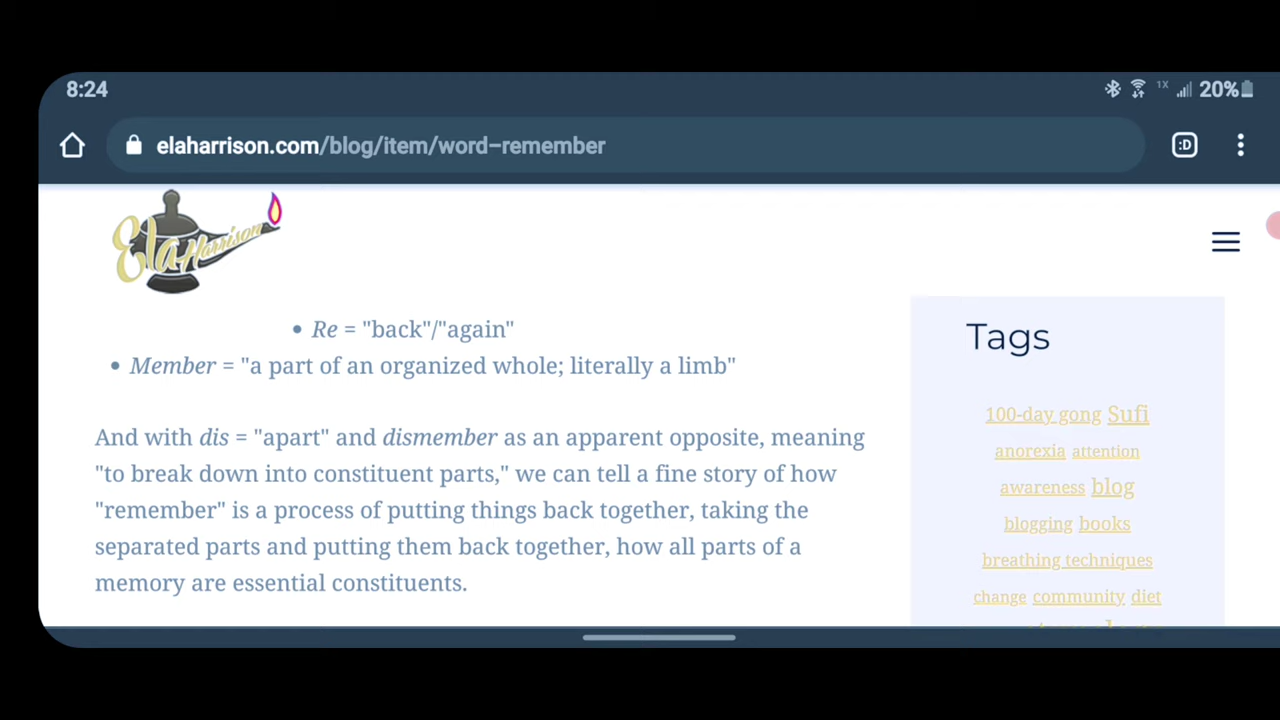 8:24
1X
20%
elaharrison.com/blog/item/word-remember
:D
Ela Harrison
• Re = "back"/"again"
• Member = "a part of an organized whole; literally a limb"
And with dis = "apart" and dismember as an apparent opposite, meaning
"to break down into constituent parts," we can tell a fine story of how
"remember" is a process of putting things back together, taking the
separated parts and putting them back together, how all parts of a
memory are essential constituents.
Tags
100-day gong Sufi
anorexia attention
awareness blog
blogging books
breathing techniques
change community diet